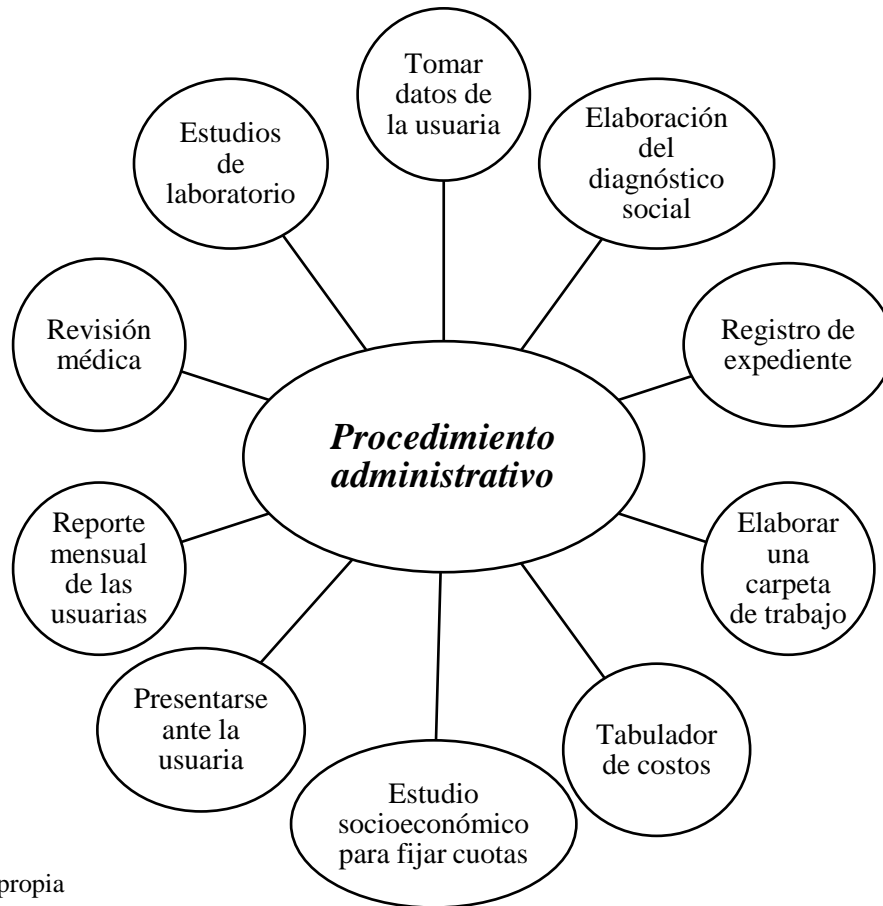 Tomar
datos de
la usuaria
Elaboración
del
diagnóstico
social
Registro de
expediente
Elaborar
una
carpeta
de trabajo
Tabulador
de costos
Estudio
socioeconómico
para fijar cuotas
Presentarse
ante la
usuaria
Reporte
mensual
de las
usuarias
Revisión
médica
Estudios
de
laboratorio
Procedimiento
administrativo
propia